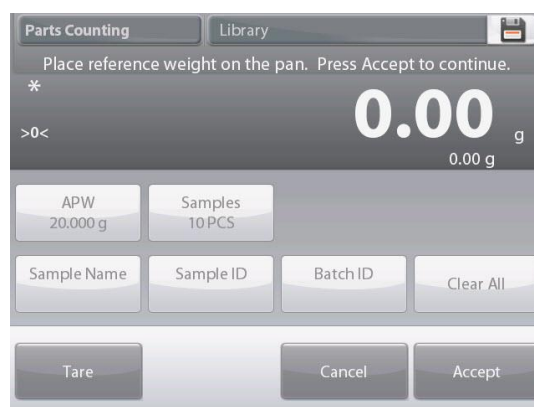 Parts Counting Library
Place reference weight on the pan. Press Accept to continue.
*
>0< 0.00 g
0.00 g
APW Samples
20.000 g 10 PCS
Sample Name Sample ID Batch ID Clear All
Tare Cancel Accept